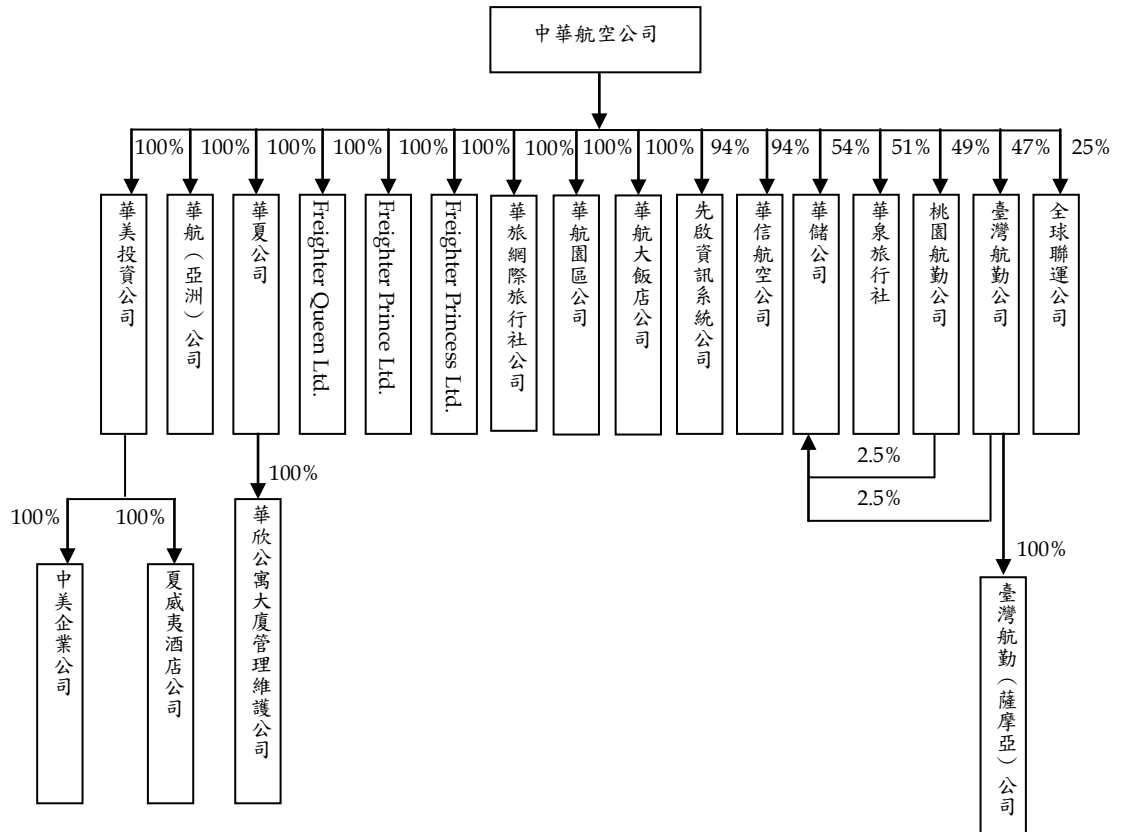 中華航空公司
100%
100%
100%
100%
100%
100%
100%
100%
100%
94%
94%
54%
51%
49%
47%
25%
華美投資公司
華航（亞洲）公司
華夏公司
Freighter Queen Ltd.
Freighter Prince Ltd.
Freighter Princess Ltd.
華旅網際旅行社公司
華航園區公司
華航大飯店公司
先啟資訊系統公司
華信航空公司
華儲公司
華泉旅行社
桃園航勤公司
臺灣航勤公司
全球聯運公司
2.5%
2.5%
100%
100%
100%
100%
中美企業公司
夏威夷酒店公司
華欣公寓大廈管理維護公司
臺灣航勤（薩摩亞）公司